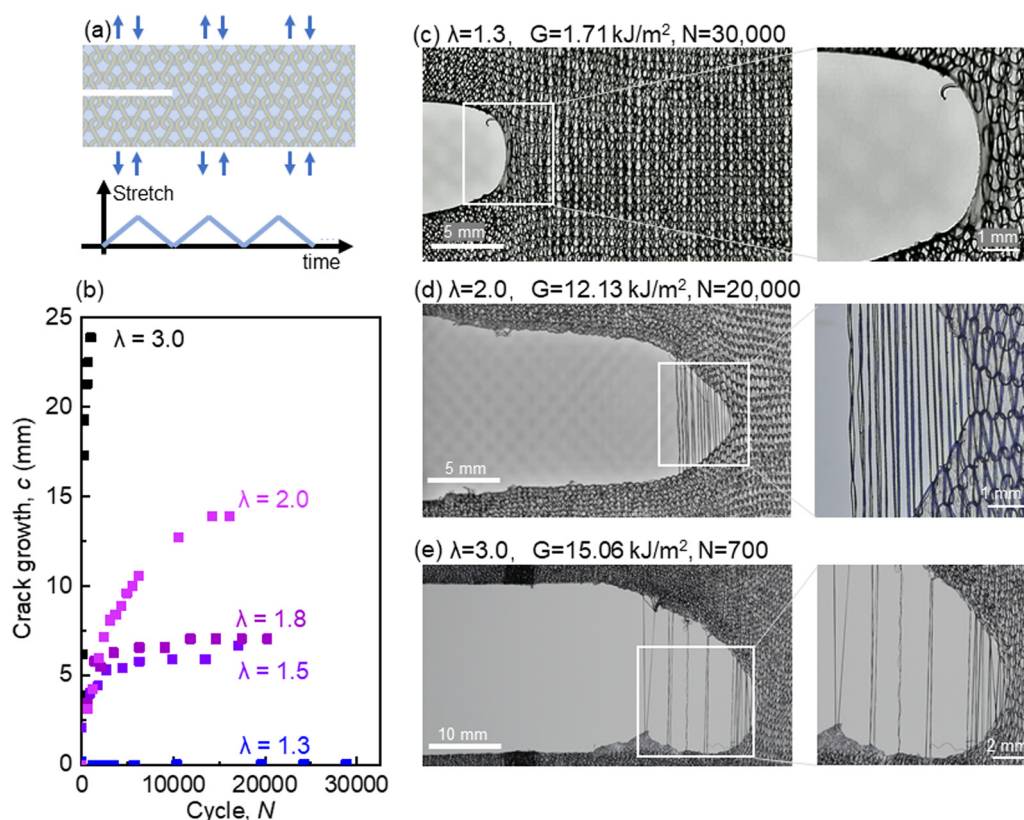 (a)
Stretch
time
(b)
25
20
15
10
5
0
0
10000
20000
30000
Crack growth, c (mm)
Cycle, N
λ = 3.0
λ = 2.0
λ = 1.8
λ = 1.5
λ = 1.3
(c) λ=1.3, G=1.71 kJ/m², N=30,000
5 mm
1 mm
(d) λ=2.0, G=12.13 kJ/m², N=20,000
5 mm
1 mm
(e) λ=3.0, G=15.06 kJ/m², N=700
10 mm
2 mm